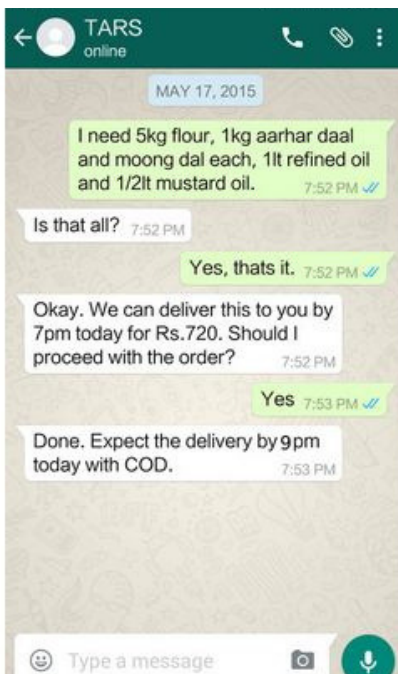 TARS
online
MAY 17, 2015
I need 5kg flour, 1kg aarhar daal
and moong dal each, 1lt refined oil
and 1/2lt mustard oil. 7:52 PM
Is that all? 7:52 PM
Yes, thats it. 7:52 PM
Okay. We can deliver this to you by
7pm today for Rs.720. Should I
proceed with the order? 7:52 PM
Yes 7:53 PM
Done. Expect the delivery by 9pm
today with COD. 7:53 PM
Type a message